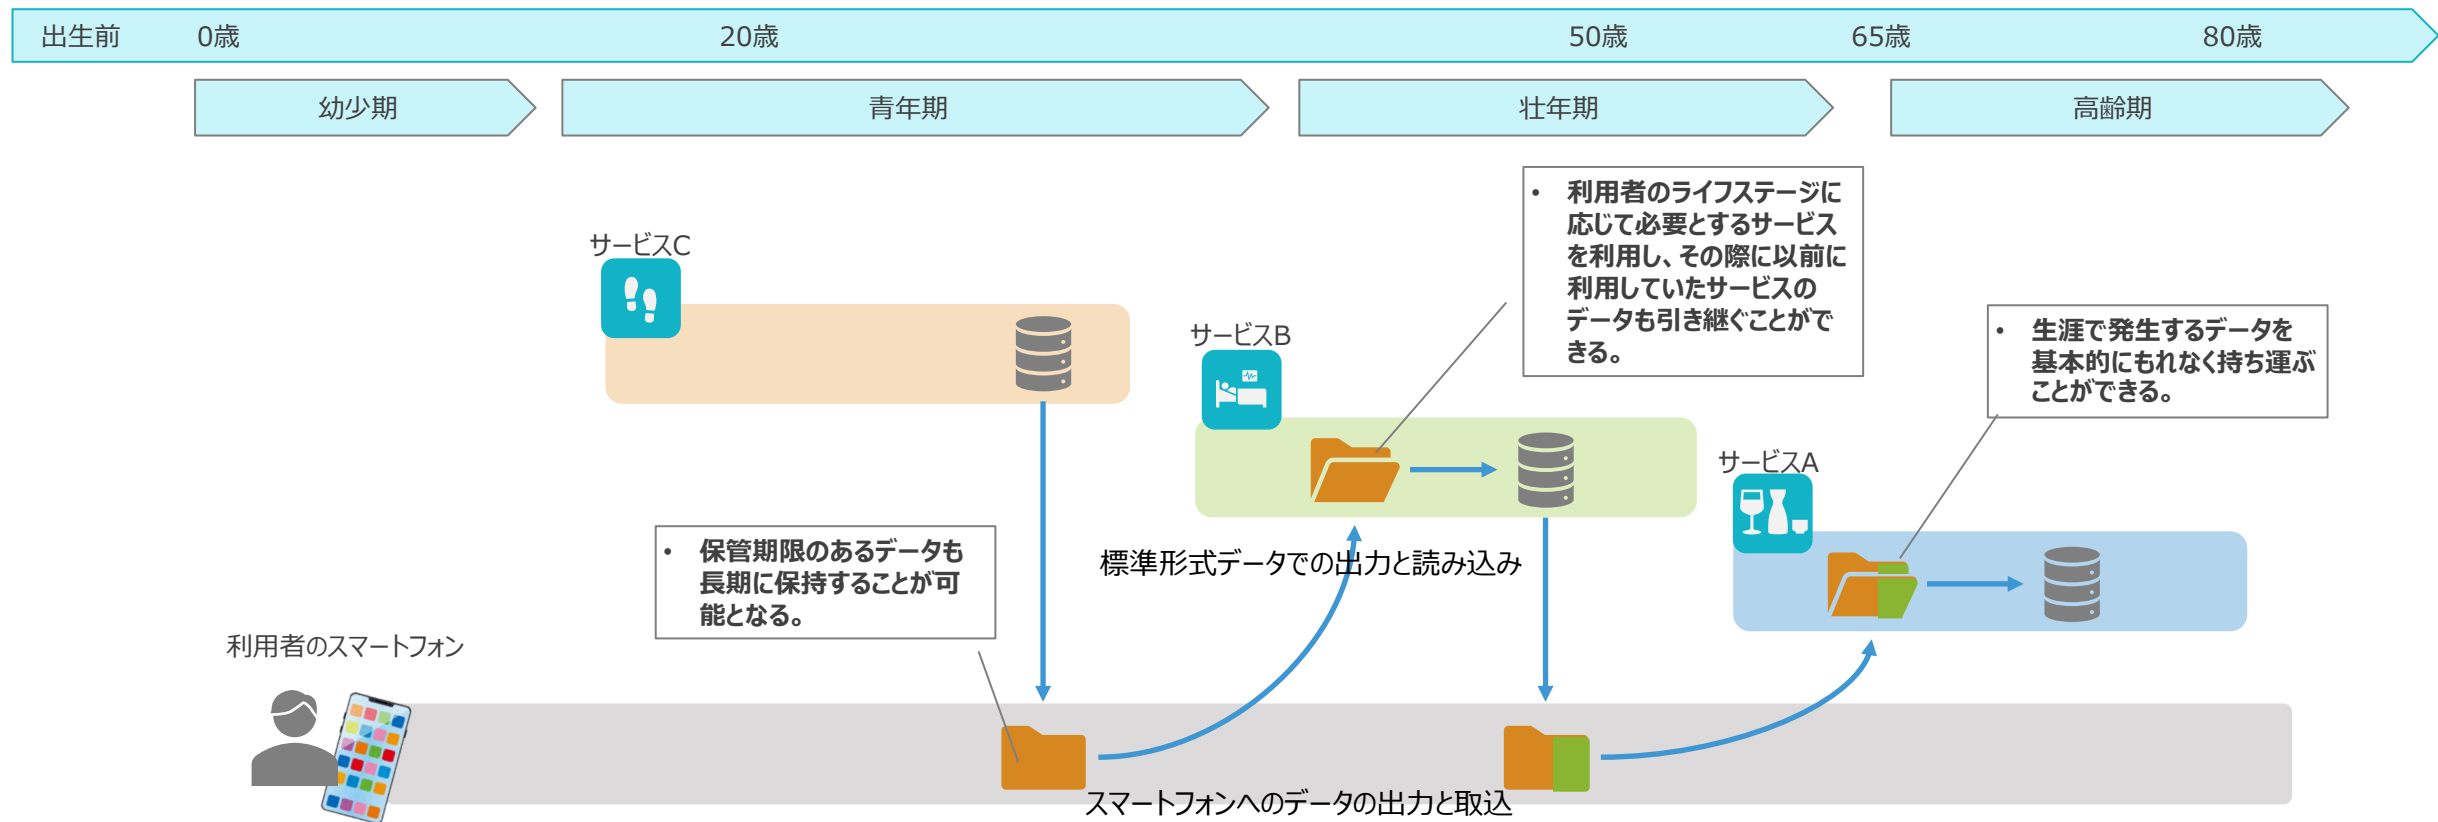 出生前 0歳 20歳 50歳 65歳 80歳
幼少期 青年期 壮年期 高齢期
• 利用者のライフステージに
応じて必要とするサービス
を利用し、その際に以前に
利用していたサービスの
データも引き継ぐことがで
きる。
サービスC
サービスB
• 生涯で発生するデータを
基本的にもれなく持ち運ぶ
ことができる。
サービスA
• 保管期限のあるデータも
長期に保持することが可
能となる。
標準形式データでの出力と読み込み
利用者のスマートフォン
スマートフォンへのデータの出力と取込